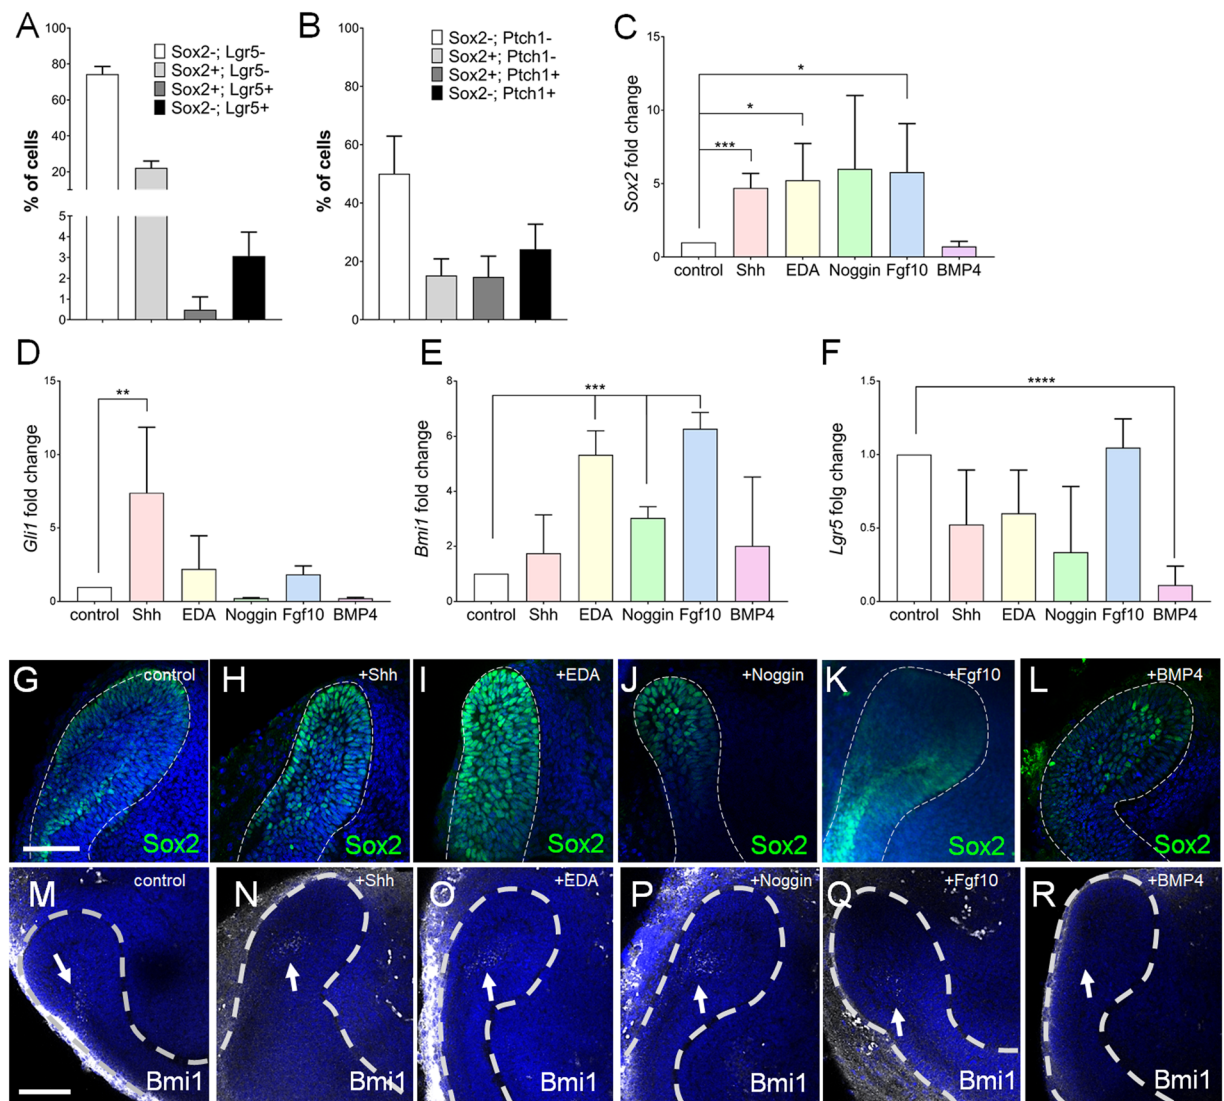 A
% of cells
100
80
60
40
20
5
4
3
2
1
0
Sox2-; Lgr5-
Sox2+; Lgr5-
Sox2+; Lgr5+
Sox2-; Lgr5+
B
% of cells
100
80
60
40
20
0
Sox2-; Ptch1-
Sox2+; Ptch1-
Sox2+; Ptch1+
Sox2-; Ptch1+
C
Sox2 fold change
15
10
5
0
*
*
***
control Shh EDA Noggin Fgf10 BMP4
D
Gli1 fold change
15
10
5
0
**
control Shh EDA Noggin Fgf10 BMP4
E
Bmi1 fold change
8
6
4
2
0
***
control Shh EDA Noggin Fgf10 BMP4
F
Lgr5 folg change
1.5
1.0
0.5
0.0
****
control Shh EDA Noggin Fgf10 BMP4
G control
Sox2
H +Shh
Sox2
I +EDA
Sox2
J +Noggin
Sox2
K +Fgf10
Sox2
L +BMP4
Sox2
M control
Bmi1
N +Shh
Bmi1
O +EDA
Bmi1
P +Noggin
Bmi1
Q +Fgf10
Bmi1
R +BMP4
Bmi1